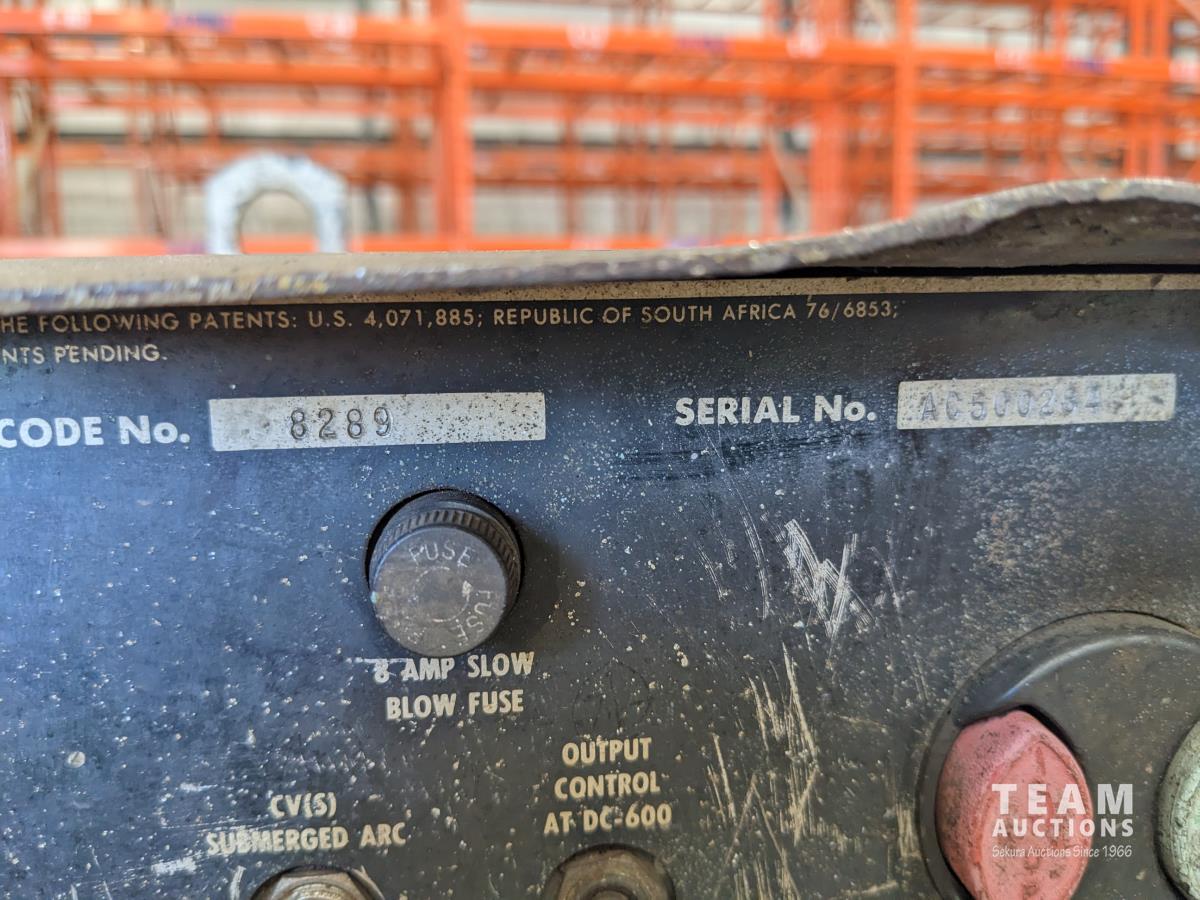 HE FOLLOWING PATENTS: U.S. 4,071,885; REPUBLIC OF SOUTH AFRICA 76/6853;
NTS PENDING.
CODE No. 8289
SERIAL No.
FUSE
FUSE
8 AMP SLOW
BLOW FUSE
OUTPUT
CONTROL
AT DC-600
CV(S)
SUBMERGED ARC
TEAM
AUCTIONS
Sekura Auctions Since 1966